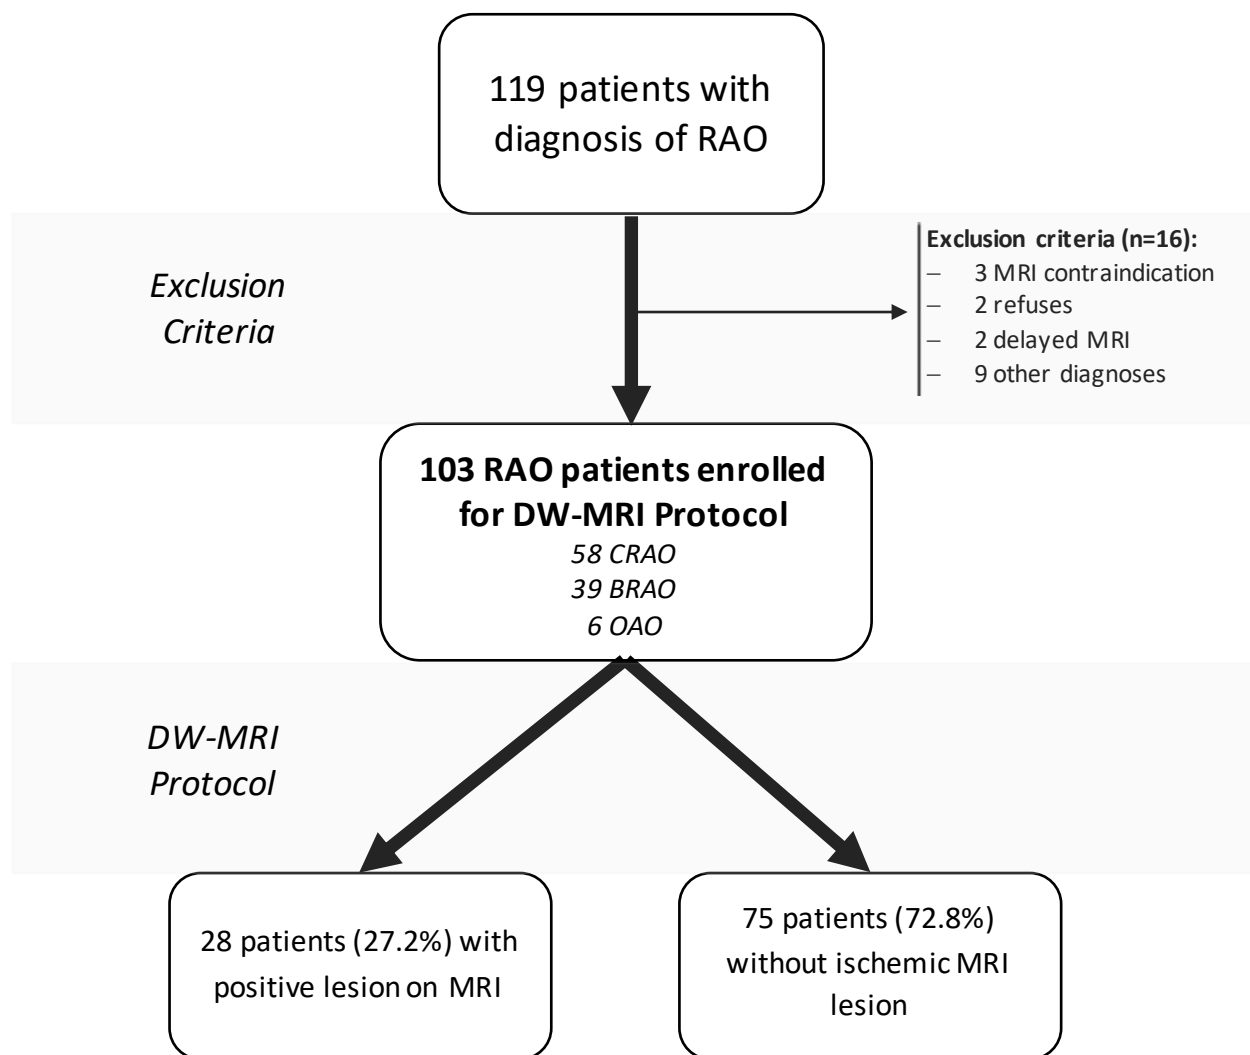 119 patients with
diagnosis of RAO
Exclusion
Criteria
Exclusion criteria (n=16):
– 3 MRI contraindication
– 2 refuses
– 2 delayed MRI
– 9 other diagnoses
103 RAO patients enrolled
for DW-MRI Protocol
58 CRAO
39 BRAO
6 OAO
DW-MRI
Protocol
28 patients (27.2%) with
positive lesion on MRI
75 patients (72.8%)
without ischemic MRI
lesion